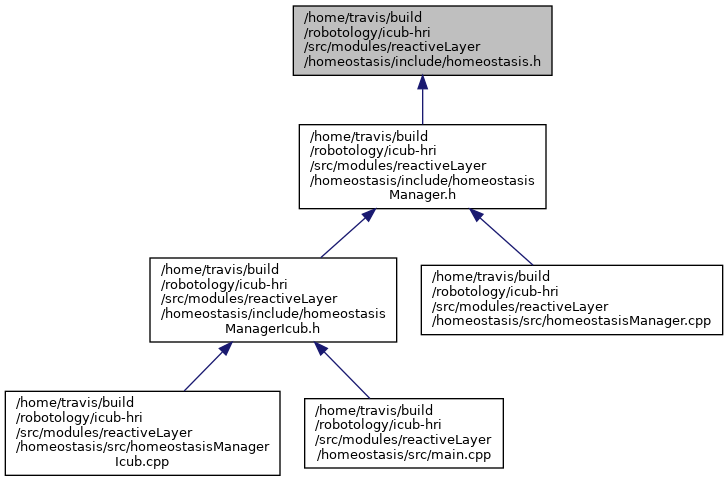 /home/travis/build
/robotology/icub-hri
/src/modules/reactiveLayer
/homeostasis/include/homeostasis.h
/home/travis/build
/robotology/icub-hri
/src/modules/reactiveLayer
/homeostasis/include/homeostasis
Manager.h
/home/travis/build
/robotology/icub-hri
/src/modules/reactiveLayer
/homeostasis/include/homeostasis
ManagerIcub.h
/home/travis/build
/robotology/icub-hri
/src/modules/reactiveLayer
/homeostasis/src/homeostasisManager.cpp
/home/travis/build
/robotology/icub-hri
/src/modules/reactiveLayer
/homeostasis/src/homeostasisManager
Icub.cpp
/home/travis/build
/robotology/icub-hri
/src/modules/reactiveLayer
/homeostasis/src/main.cpp